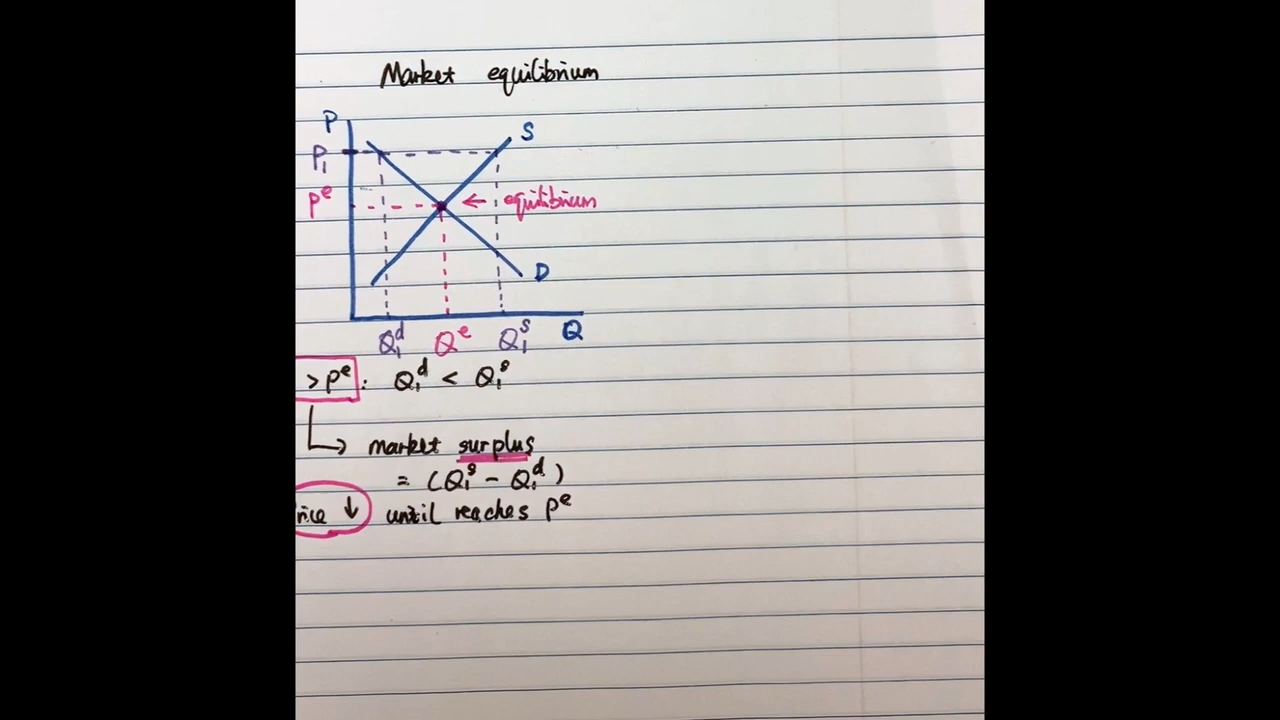 Market equilibrium
P
S
P₁
Pᵉ
← equilibrium
D
Q₁ᵈ Qᵉ Q₁ˢ Q
> Pᵉ : Q₁ᵈ < Q₁ˢ
→ market surplus
= (Q₁ˢ - Q₁ᵈ)
rice ↓ until reaches Pᵉ